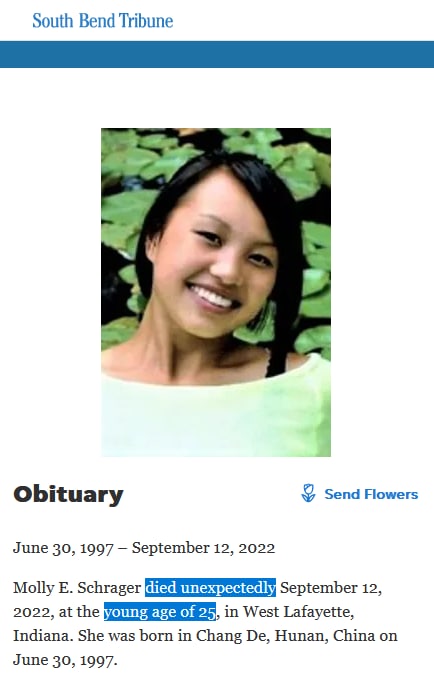 South Bend Tribune
Obituary
Send Flowers
June 30, 1997 – September 12, 2022
Molly E. Schrager died unexpectedly September 12,
2022, at the young age of 25, in West Lafayette,
Indiana. She was born in Chang De, Hunan, China on
June 30, 1997.